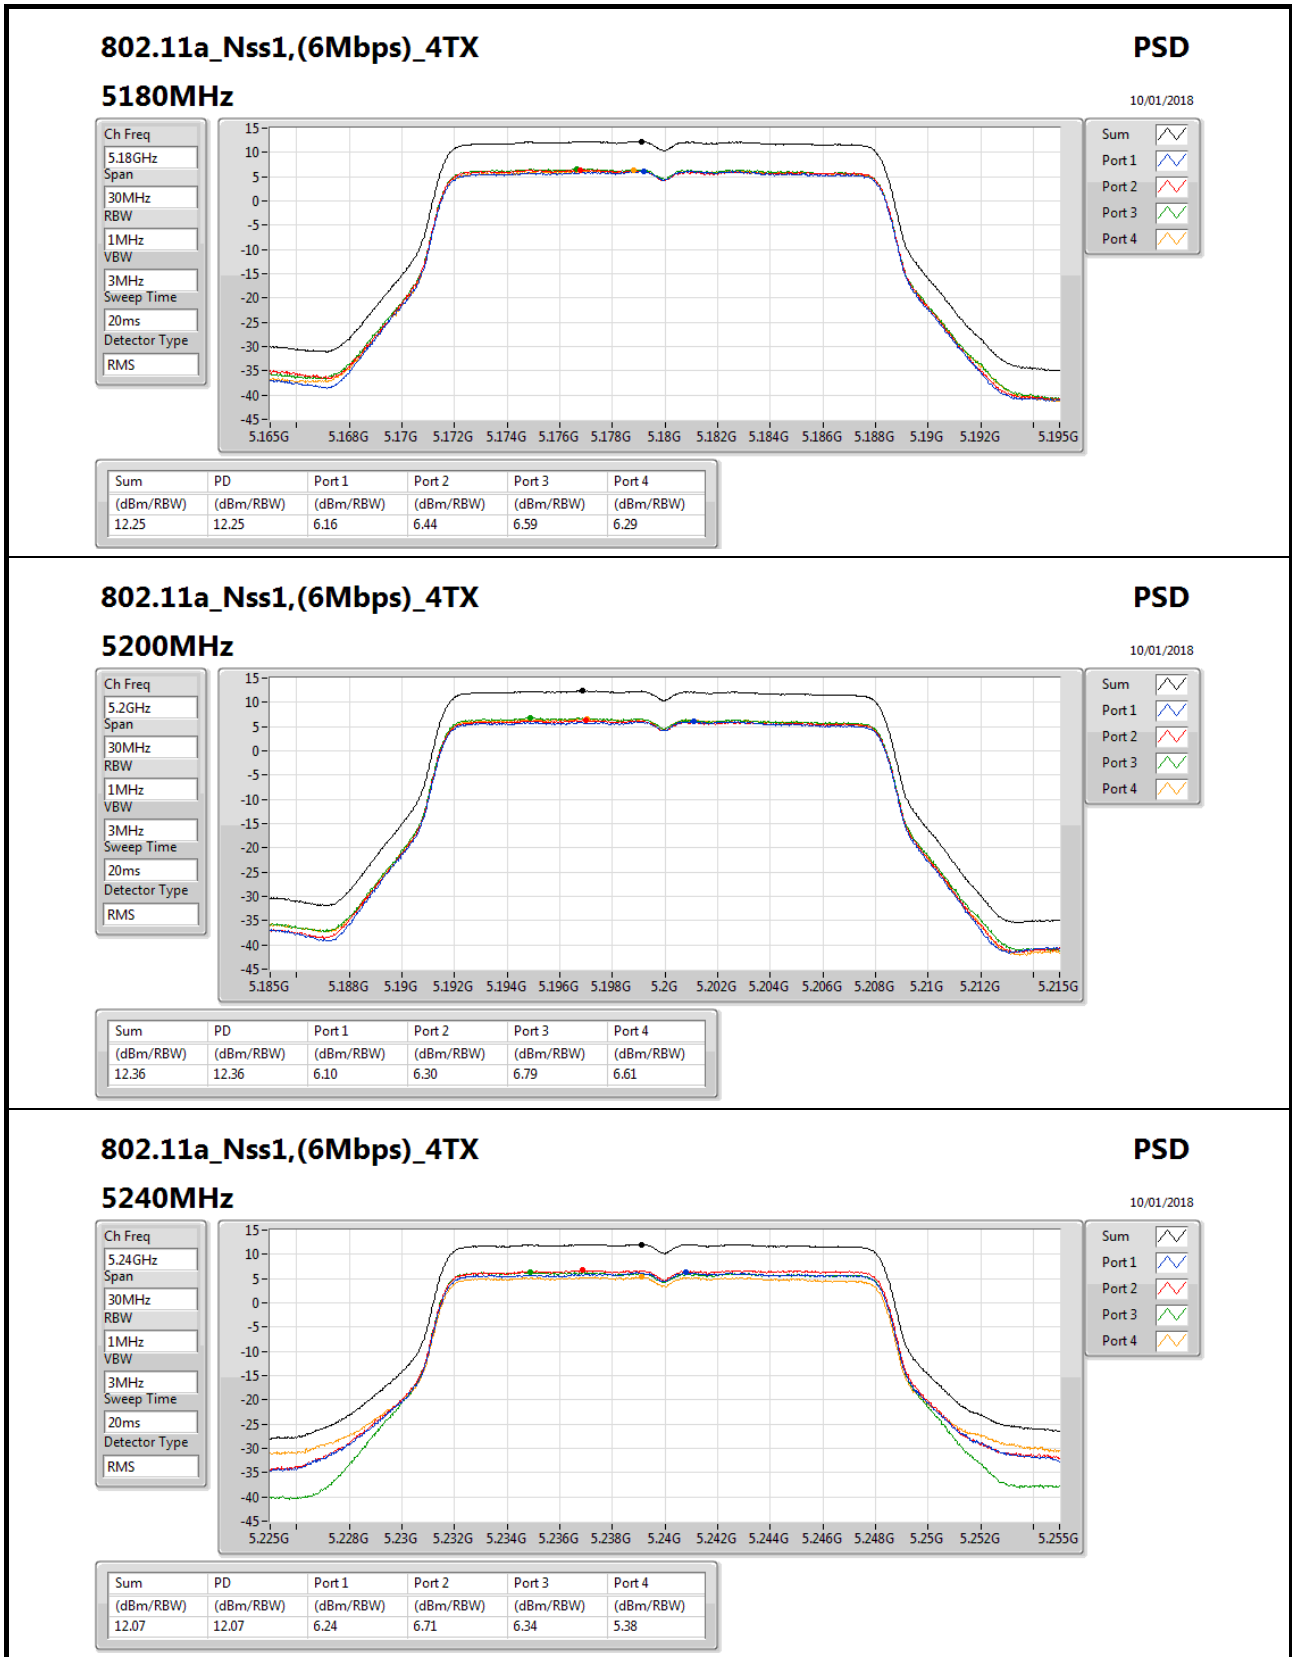 802.11a_Nss1,(6Mbps)_4TX PSD
5180MHz 10/01/2018
Ch Freq
5.18GHz
Span
30MHz
RBW
1MHz
VBW
3MHz
Sweep Time
20ms
Detector Type
RMS
15
10
5
0
-5
-10
-15
-20
-25
-30
-35
-40
-45
5.165G 5.168G 5.17G 5.172G 5.174G 5.176G 5.178G 5.18G 5.182G 5.184G 5.186G 5.188G 5.19G 5.192G 5.195G
Sum
Port 1
Port 2
Port 3
Port 4
Sum PD Port 1 Port 2 Port 3 Port 4
(dBm/RBW) (dBm/RBW) (dBm/RBW) (dBm/RBW) (dBm/RBW) (dBm/RBW)
12.25 12.25 6.16 6.44 6.59 6.29
802.11a_Nss1,(6Mbps)_4TX PSD
5200MHz 10/01/2018
Ch Freq
5.2GHz
Span
30MHz
RBW
1MHz
VBW
3MHz
Sweep Time
20ms
Detector Type
RMS
15
10
5
0
-5
-10
-15
-20
-25
-30
-35
-40
-45
5.185G 5.188G 5.19G 5.192G 5.194G 5.196G 5.198G 5.2G 5.202G 5.204G 5.206G 5.208G 5.21G 5.212G 5.215G
Sum
Port 1
Port 2
Port 3
Port 4
Sum PD Port 1 Port 2 Port 3 Port 4
(dBm/RBW) (dBm/RBW) (dBm/RBW) (dBm/RBW) (dBm/RBW) (dBm/RBW)
12.36 12.36 6.10 6.30 6.79 6.61
802.11a_Nss1,(6Mbps)_4TX PSD
5240MHz 10/01/2018
Ch Freq
5.24GHz
Span
30MHz
RBW
1MHz
VBW
3MHz
Sweep Time
20ms
Detector Type
RMS
15
10
5
0
-5
-10
-15
-20
-25
-30
-35
-40
-45
5.225G 5.228G 5.23G 5.232G 5.234G 5.236G 5.238G 5.24G 5.242G 5.244G 5.246G 5.248G 5.25G 5.252G 5.255G
Sum
Port 1
Port 2
Port 3
Port 4
Sum PD Port 1 Port 2 Port 3 Port 4
(dBm/RBW) (dBm/RBW) (dBm/RBW) (dBm/RBW) (dBm/RBW) (dBm/RBW)
12.07 12.07 6.24 6.71 6.34 5.38